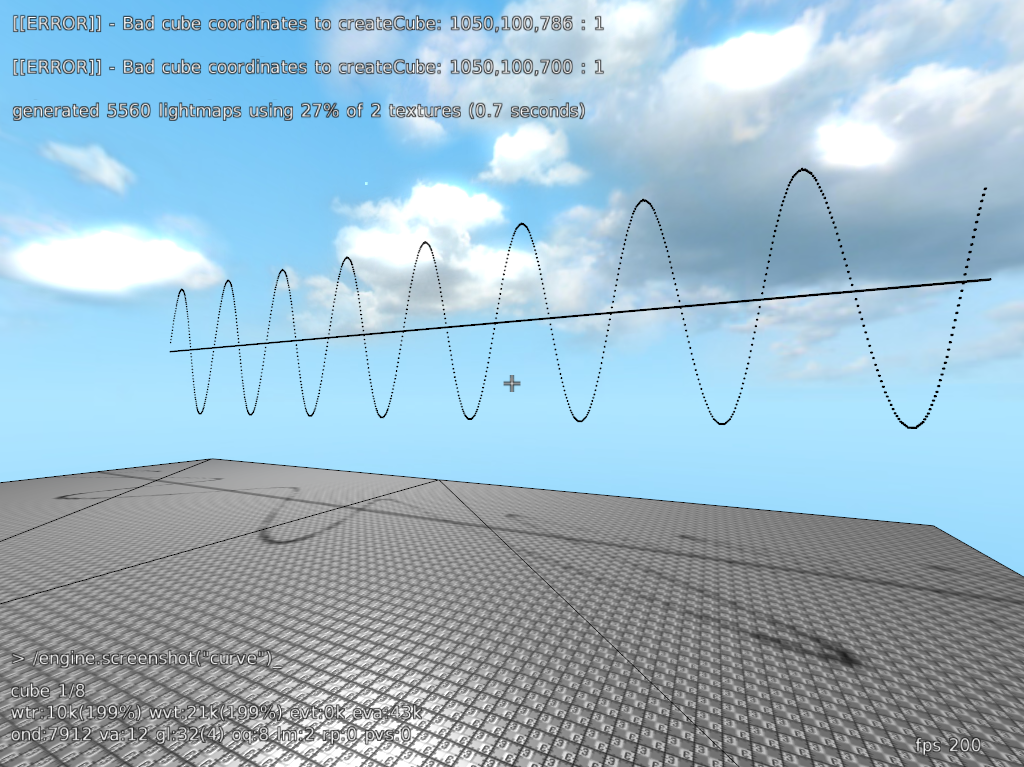 [[ERROR]] - Bad cube coordinates to createCube: 1050,100,786 : 1
[[ERROR]] - Bad cube coordinates to createCube: 1050,100,700 : 1
generated 5560 lightmaps using 27% of 2 textures (0.7 seconds)
> /engine.screenshot("curve")_
cube 1/8
wtr:10k(199%) wvt:21k(199%) evt:0k eva:43k
ond:7912 va:12 gl:32(4) oq:8 lm:2 rp:0 pvs:0
fps 200